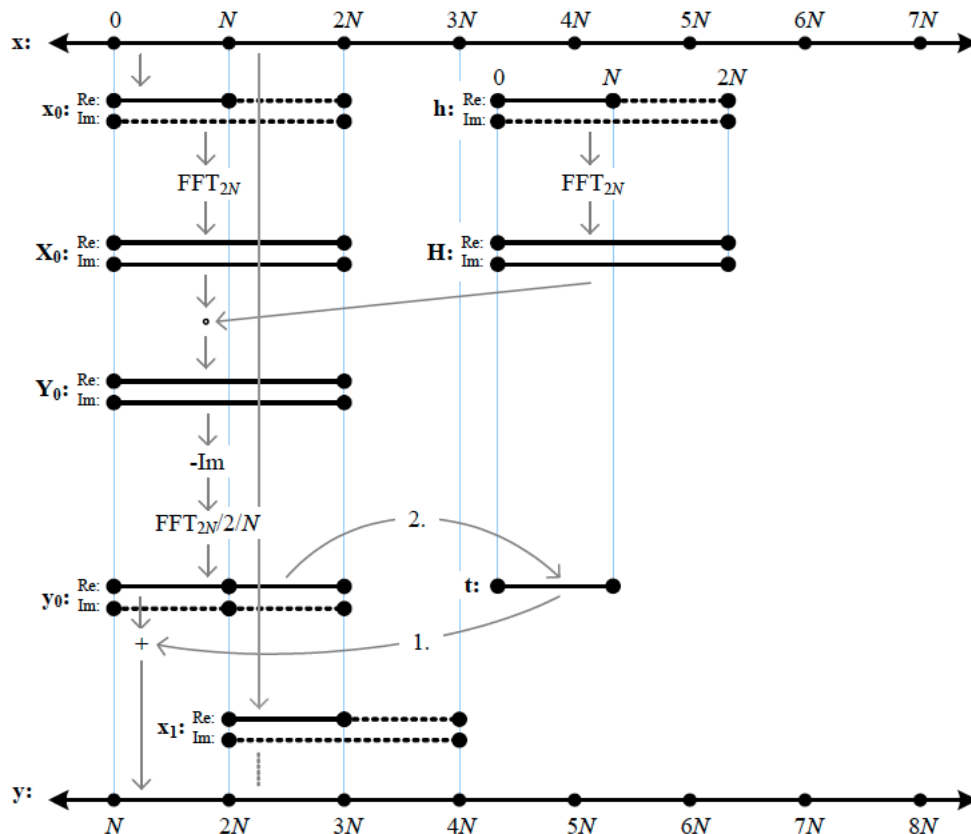 0 N 2N 3N 4N 5N 6N 7N
x:
0 N 2N
x₀: Re:
Im:
h: Re:
Im:
FFT₂N FFT₂N
X₀: Re:
Im:
H: Re:
Im:
∘
Y₀: Re:
Im:
-Im
FFT₂N/2/N
2.
y₀: Re:
Im:
t:
+
1.
x₁: Re:
Im:
y:
N 2N 3N 4N 5N 6N 7N 8N